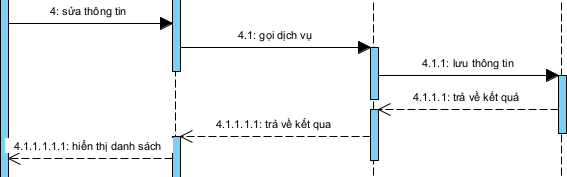 4: sửa thông tin
4.1: gọi dịch vụ
4.1.1: lưu thông tin
4.1.1.1: trả về kết quả
4.1.1.1.1: trả về kết qua
4.1.1.1.1.1: hiển thị danh sách